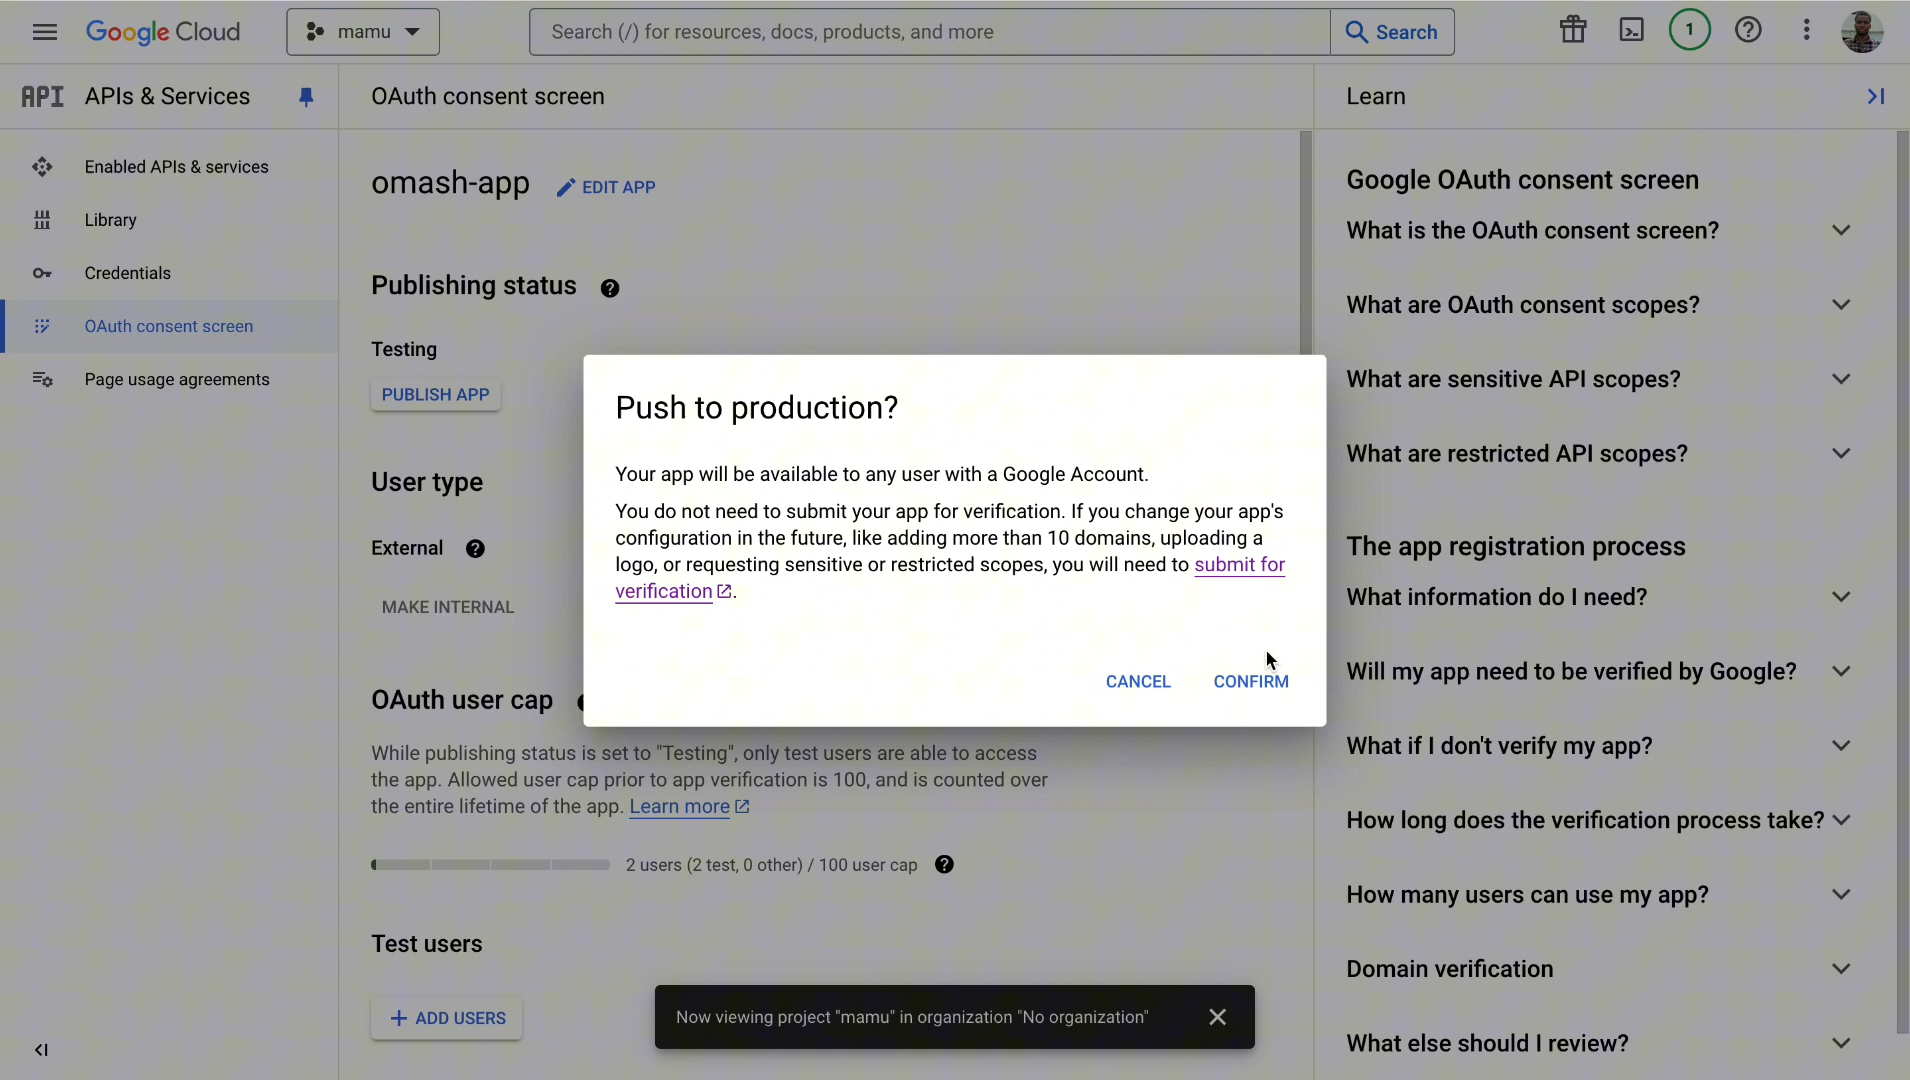 Google Cloud
mamu
Search (/) for resources, docs, products, and more
Search
1
API APIs & Services
OAuth consent screen
Learn
Enabled APIs & services
Library
Credentials
OAuth consent screen
Page usage agreements
omash-app
EDIT APP
Publishing status
Testing
PUBLISH APP
User type
External
MAKE INTERNAL
OAuth user cap
While publishing status is set to "Testing", only test users are able to access
the app. Allowed user cap prior to app verification is 100, and is counted over
the entire lifetime of the app. Learn more
2 users (2 test, 0 other) / 100 user cap
Test users
+ ADD USERS
Push to production?
Your app will be available to any user with a Google Account.
You do not need to submit your app for verification. If you change your app's
configuration in the future, like adding more than 10 domains, uploading a
logo, or requesting sensitive or restricted scopes, you will need to submit for
verification.
CANCEL
CONFIRM
Now viewing project "mamu" in organization "No organization"
Google OAuth consent screen
What is the OAuth consent screen?
What are OAuth consent scopes?
What are sensitive API scopes?
What are restricted API scopes?
The app registration process
What information do I need?
Will my app need to be verified by Google?
What if I don't verify my app?
How long does the verification process take?
How many users can use my app?
Domain verification
What else should I review?